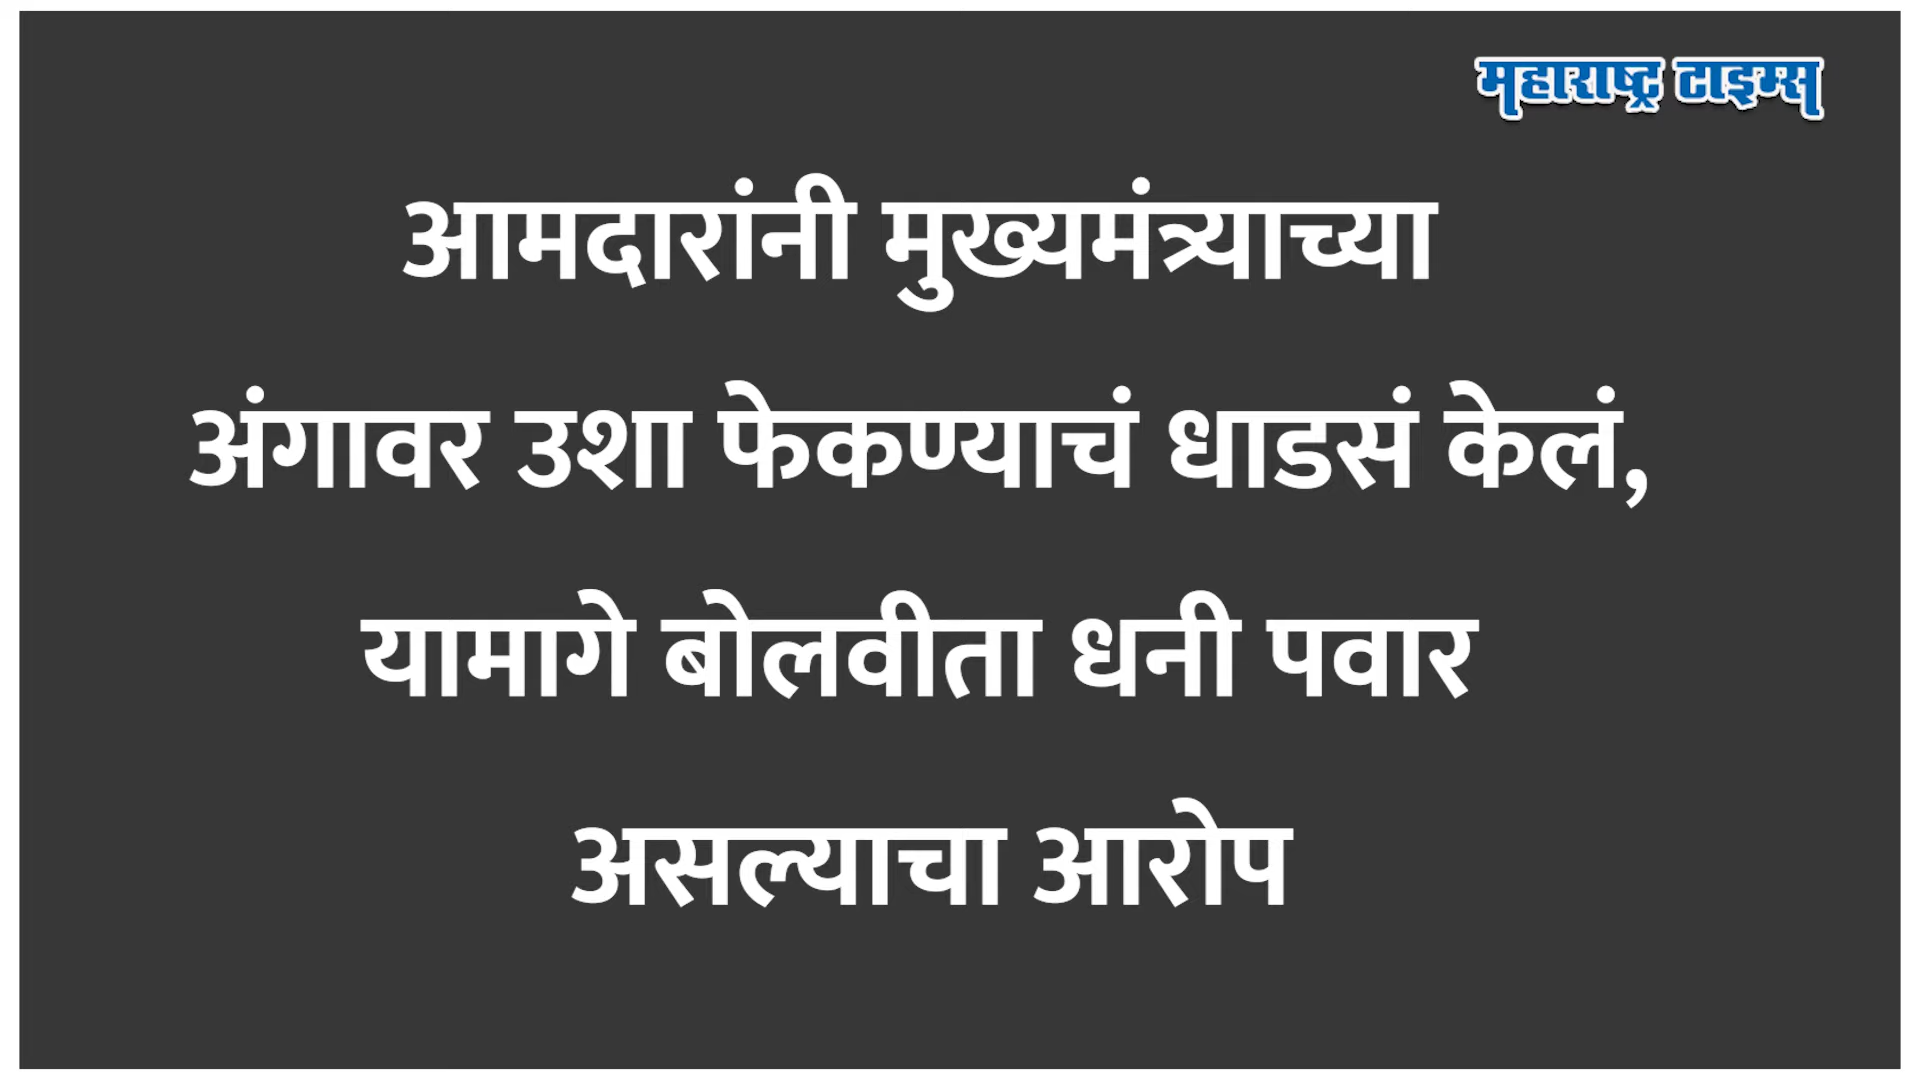 महाराष्ट्र टाइम्स
आमदारांनी मुख्यमंत्र्याच्या
अंगावर उशा फेकण्याचं धाडसं केलं,
यामागे बोलवीता धनी पवार
असल्याचा आरोप